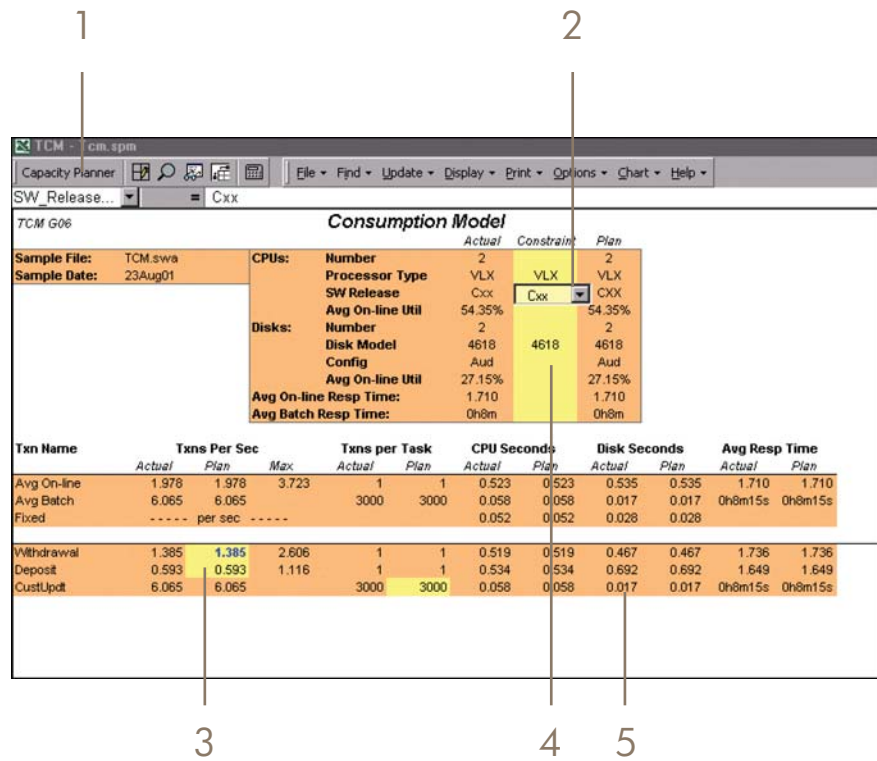 1 2
TCM - Tcm.spm
Capacity Planner File Find Update Display Print Options Chart Help
SW_Release... = Cxx
TCM G06 Consumption Model
Actual Constraint Plan
Sample File: TCM.swa CPUs: Number 2 2
Sample Date: 23Aug01 Processor Type VLX VLX VLX
SW Release Cxx Cxx CXX
Avg On-line Util 54.35% 54.35%
Disks: Number 2 2
Disk Model 4618 4618 4618
Config Aud Aud
Avg On-line Util 27.15% 27.15%
Avg On-line Resp Time: 1.710 1.710
Avg Batch Resp Time: 0h8m 0h8m
Txn Name Txns Per Sec Txns per Task CPU Seconds Disk Seconds Avg Resp Time
Actual Plan Max Actual Plan Actual Plan Actual Plan Actual Plan
Avg On-line 1.978 1.978 3.723 1 1 0.523 0.523 0.535 0.535 1.710 1.710
Avg Batch 6.065 6.065 3000 3000 0.058 0.058 0.017 0.017 0h8m15s 0h8m15s
Fixed - - - - - per sec - - - - - 0.052 0.052 0.028 0.028
Withdrawal 1.385 1.385 2.606 1 1 0.519 0.519 0.467 0.467 1.736 1.736
Deposit 0.593 0.593 1.116 1 1 0.534 0.534 0.692 0.692 1.649 1.649
CustUpdt 6.065 6.065 3000 3000 0.058 0.058 0.017 0.017 0h8m15s 0h8m15s
3 4 5